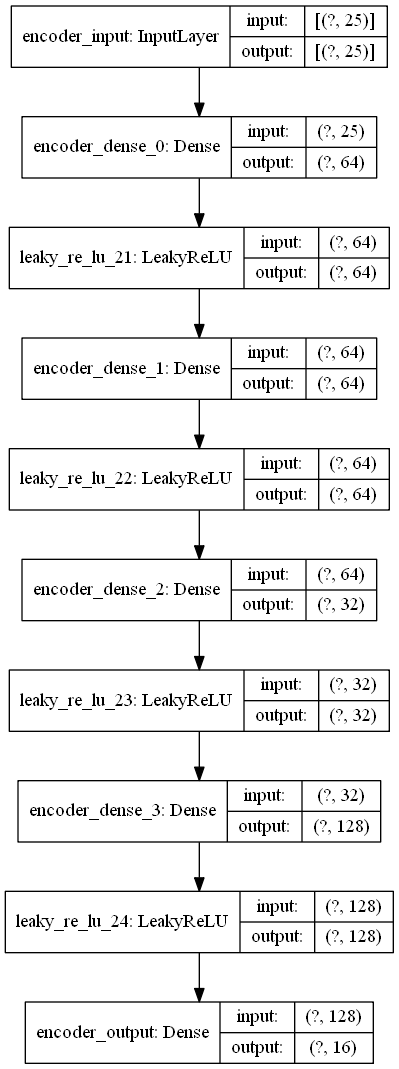 encoder_input: InputLayer
input: [(?, 25)]
output: [(?, 25)]
encoder_dense_0: Dense
input: (?, 25)
output: (?, 64)
leaky_re_lu_21: LeakyReLU
input: (?, 64)
output: (?, 64)
encoder_dense_1: Dense
input: (?, 64)
output: (?, 64)
leaky_re_lu_22: LeakyReLU
input: (?, 64)
output: (?, 64)
encoder_dense_2: Dense
input: (?, 64)
output: (?, 32)
leaky_re_lu_23: LeakyReLU
input: (?, 32)
output: (?, 32)
encoder_dense_3: Dense
input: (?, 32)
output: (?, 128)
leaky_re_lu_24: LeakyReLU
input: (?, 128)
output: (?, 128)
encoder_output: Dense
input: (?, 128)
output: (?, 16)